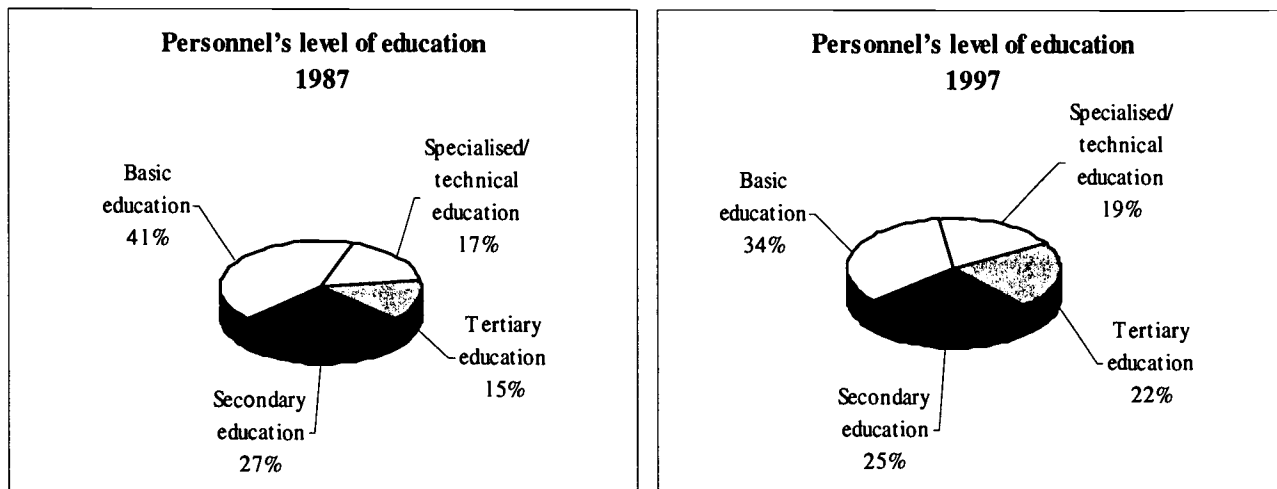 Personnel's level of education
1987
Basic
education
41%
Specialised/
technical
education
17%
Tertiary
education
15%
Secondary
education
27%
Personnel's level of education
1997
Basic
education
34%
Specialised/
technical
education
19%
Tertiary
education
22%
Secondary
education
25%